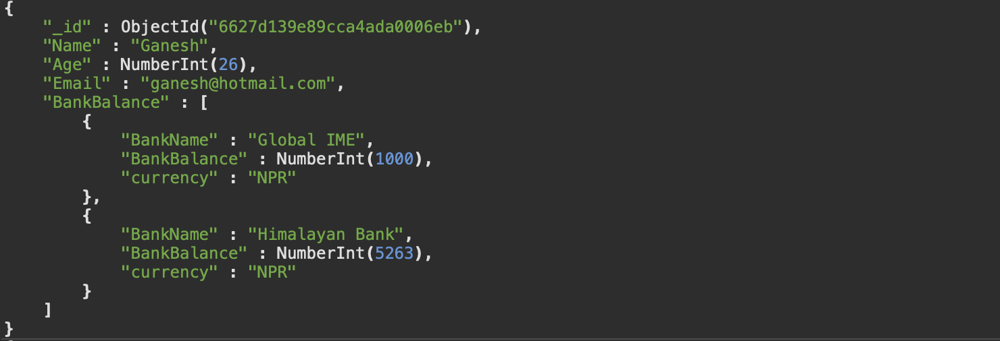 {
"_id" : ObjectId("6627d139e89cca4ada0006eb"),
"Name" : "Ganesh",
"Age" : NumberInt(26),
"Email" : "ganesh@hotmail.com",
"BankBalance" : [
{
"BankName" : "Global IME",
"BankBalance" : NumberInt(1000),
"currency" : "NPR"
},
{
"BankName" : "Himalayan Bank",
"BankBalance" : NumberInt(5263),
"currency" : "NPR"
}
]
}